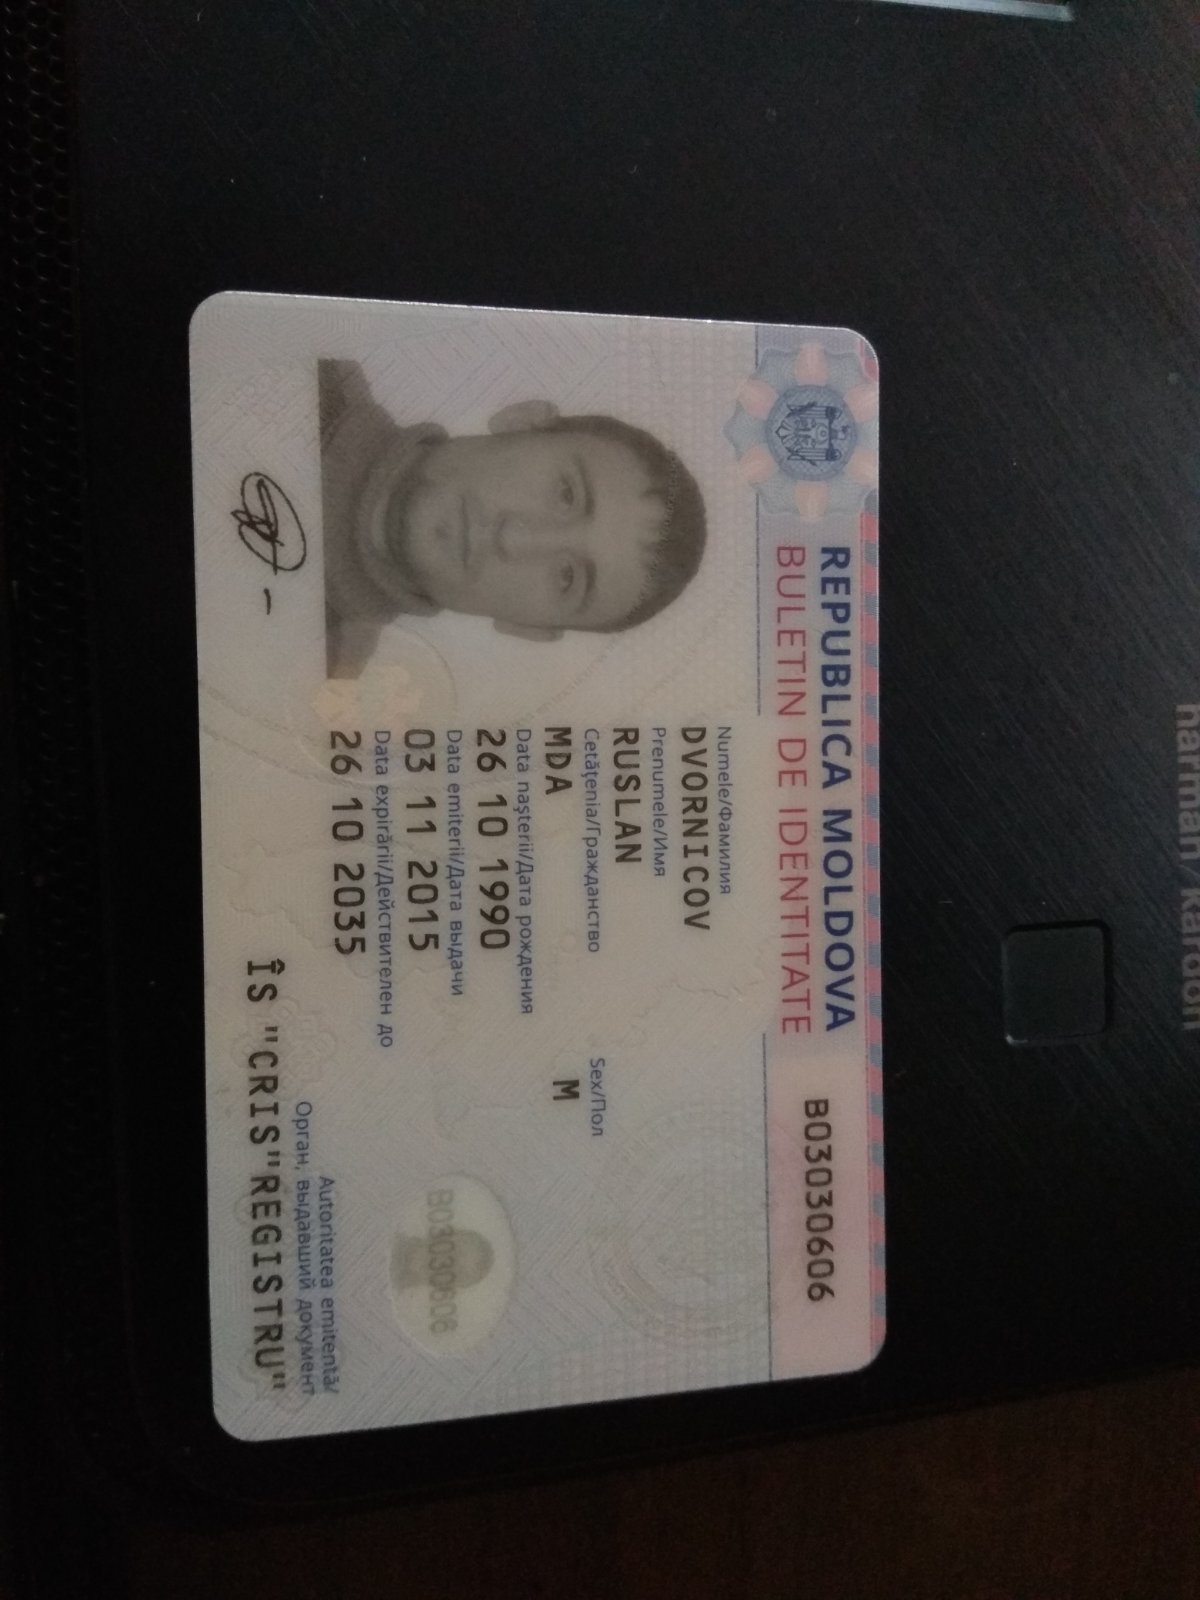 REPUBLICA MOLDOVA
BULETIN DE IDENTITATE
B03030606
Numele/Фамилия
DVORNICOV
Prenumele/Имя
RUSLAN
Cetăţenia/Гражданство
Sex/Пол
MDA
M
Data naşterii/Дата рождения
26 10 1990
Data emiterii/Дата выдачи
03 11 2015
Data expirării/Действителен до
26 10 2035
B03030606
Autoritatea emitentă/
Орган, выдавший документ
ÎS "CRIS"REGISTRU"
harman/kardon